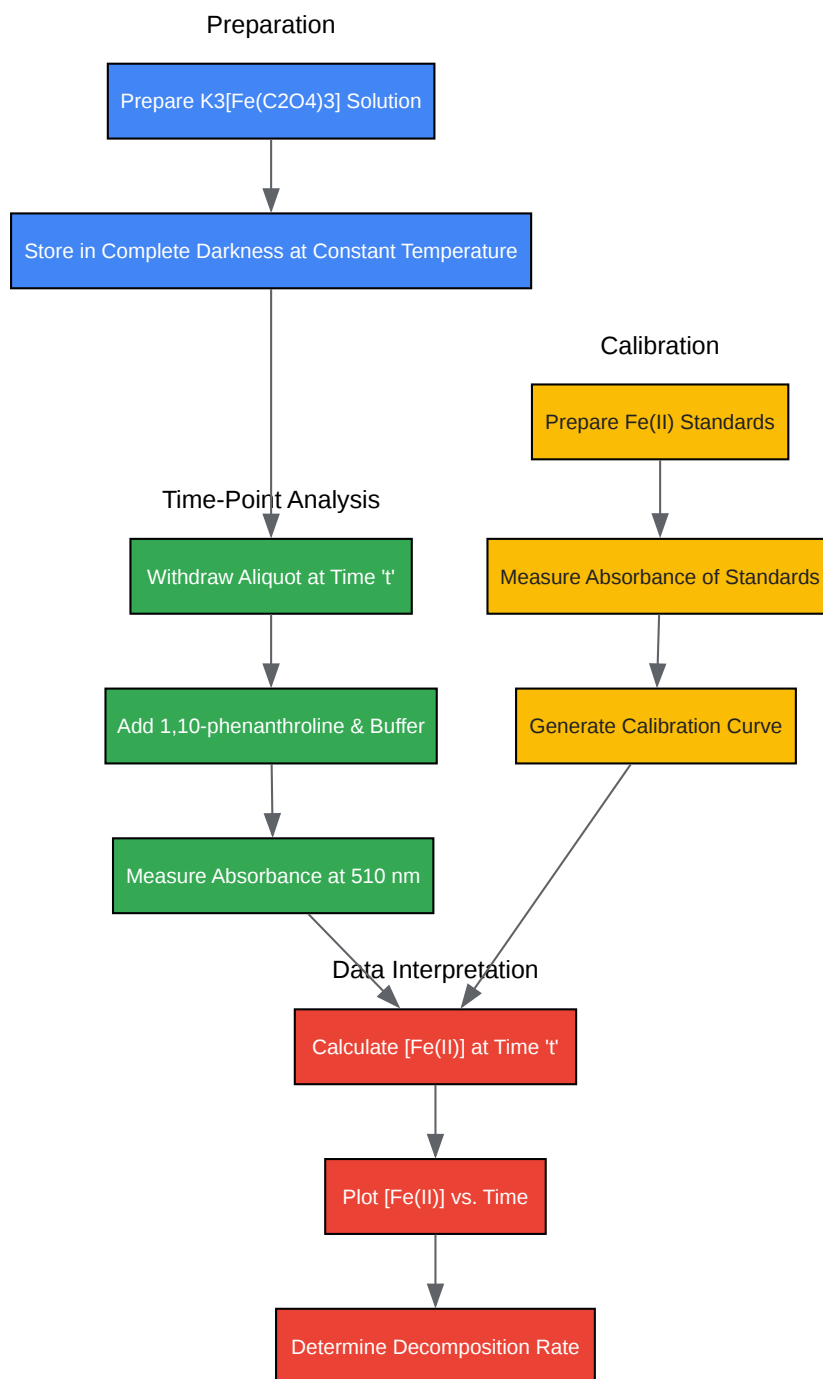 Preparation
Prepare K3[Fe(C2O4)3] Solution
Store in Complete Darkness at Constant Temperature
Calibration
Prepare Fe(II) Standards
Time-Point Analysis
Withdraw Aliquot at Time 't'
Measure Absorbance of Standards
Add 1,10-phenanthroline & Buffer
Generate Calibration Curve
Measure Absorbance at 510 nm
Data Interpretation
Calculate [Fe(II)] at Time 't'
Plot [Fe(II)] vs. Time
Determine Decomposition Rate